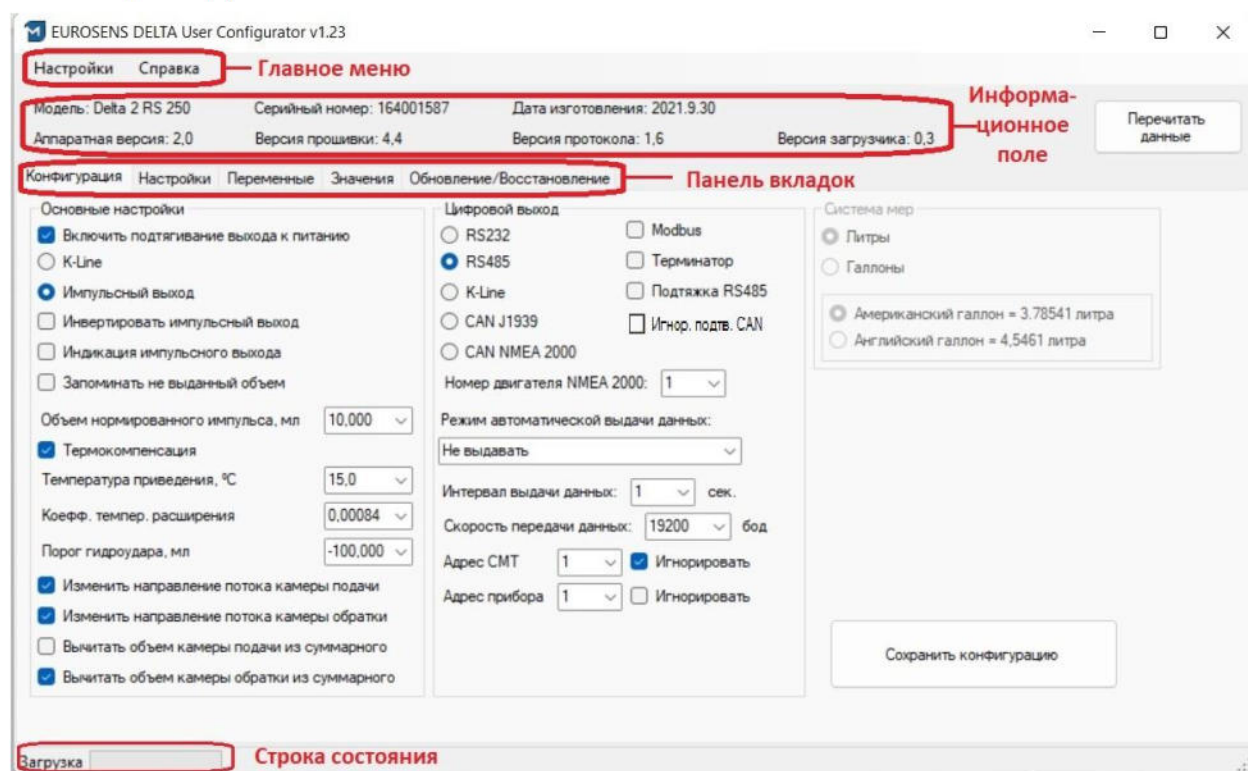 EUROSENS DELTA User Configurator v1.23
Настройки Справка
Главное меню
Модель: Delta 2 RS 250 Серийный номер: 164001587 Дата изготовления: 2021.9.30
Аппаратная версия: 2,0 Версия прошивки: 4,4 Версия протокола: 1,6 Версия загрузчика: 0,3
Информа-
ционное
поле
Перечитать
данные
Конфигурация Настройки Переменные Значения Обновление/Восстановление
Панель вкладок
Основные настройки
Включить подтягивание выхода к питанию
K-Line
Импульсный выход
Инвертировать импульсный выход
Индикация импульсного выхода
Запоминать не выданный объем
Объем нормированного импульса, мл 10,000
Термокомпенсация
Температура приведения, ºC 15,0
Коефф. темпер. расширения 0,00084
Порог гидроудара, мл -100,000
Изменить направление потока камеры подачи
Изменить направление потока камеры обратки
Вычитать объем камеры подачи из суммарного
Вычитать объем камеры обратки из суммарного
Цифровой выход
RS232 Modbus
RS485 Терминатор
K-Line Подтяжка RS485
CAN J1939 Игнор. подтв. CAN
CAN NMEA 2000
Номер двигателя NMEA 2000: 1
Режим автоматической выдачи данных:
Не выдавать
Интервал выдачи данных: 1 сек.
Скорость передачи данных: 19200 бод
Адрес СМТ 1 Игнорировать
Адрес прибора 1 Игнорировать
Система мер
Литры
Галлоны
Американский галлон = 3.78541 литра
Английский галлон = 4,5461 литра
Сохранить конфигурацию
Загрузка
Строка состояния